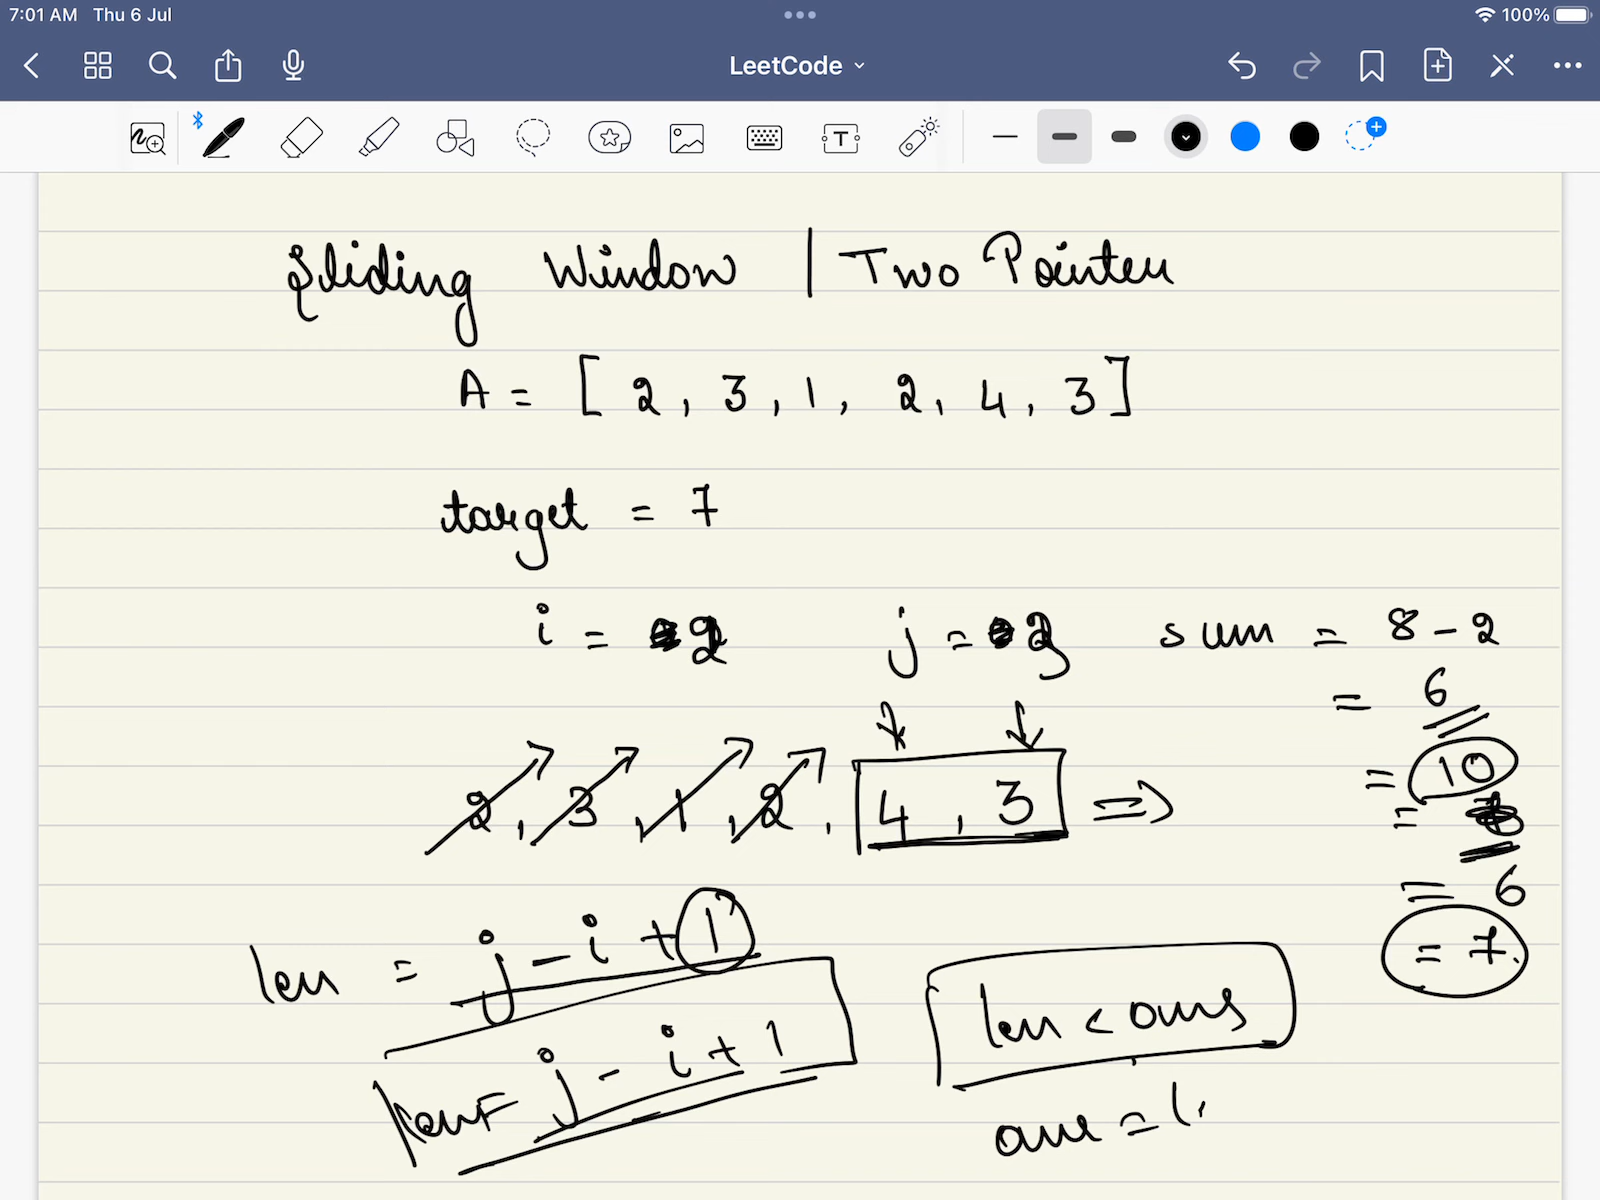 7:01 AM Thu 6 Jul
100%
LeetCode
T
Sliding Window | Two Pointer
A = [ 2, 3, 1, 2, 4, 3 ]
target = 7
i = 2 j = 3 sum = 8 - 2
= 6
= 10
2, 3, 1, 2, 4, 3 =>
=
= 6
= 7.
len = j - i + 1
len = j - i + 1
len < ans
ans = l